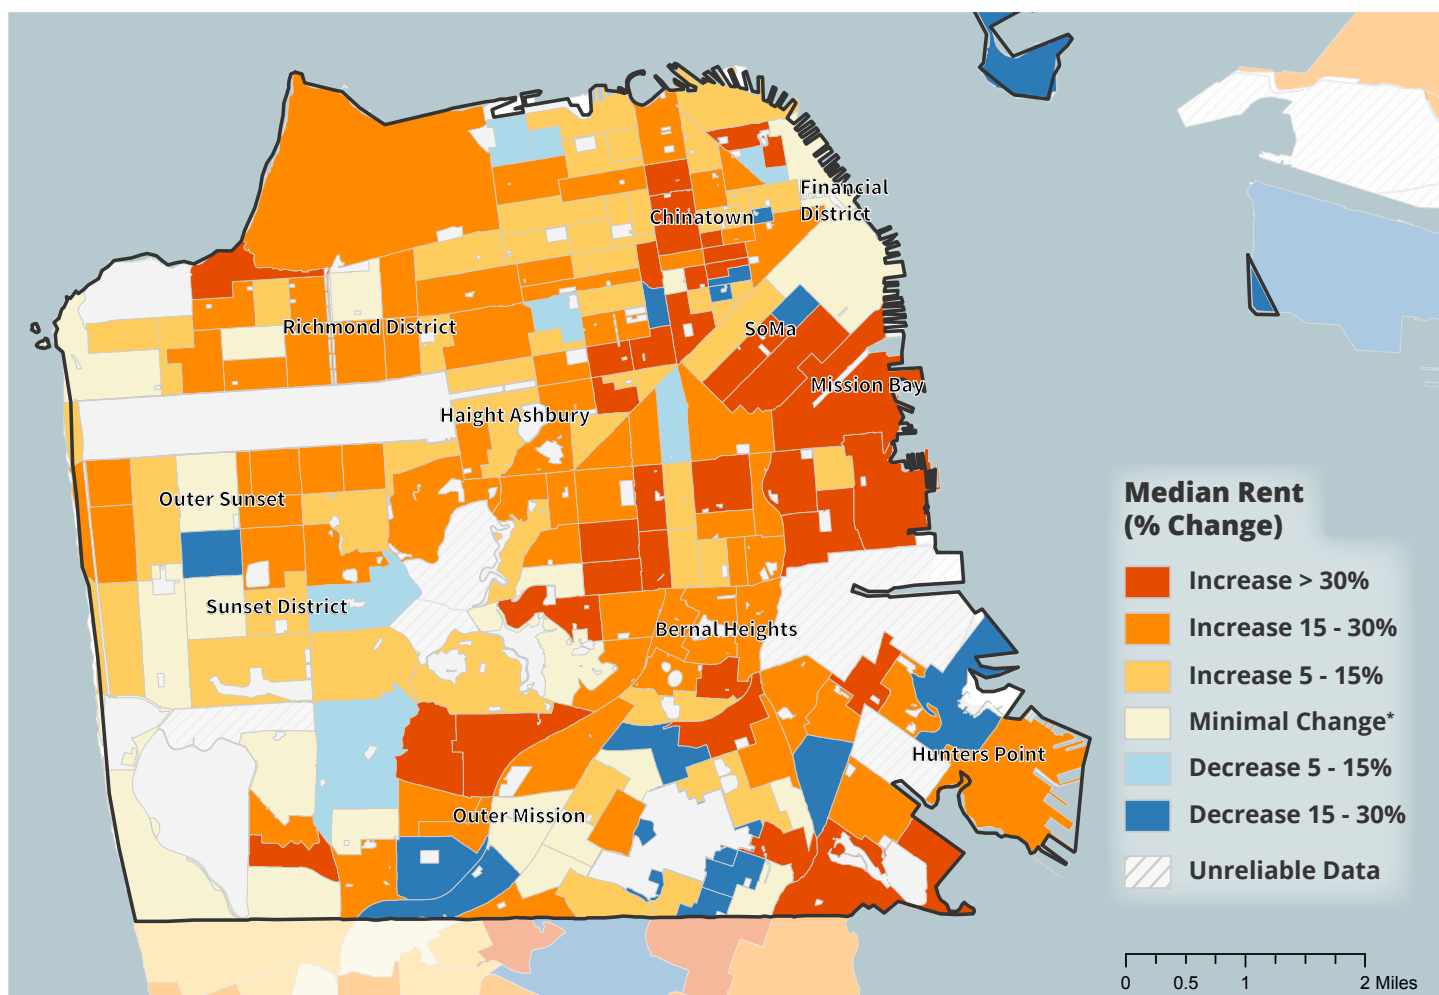 Financial
District
Chinatown
Richmond District
SoMa
Mission Bay
Haight Ashbury
Outer Sunset
Sunset District
Bernal Heights
Hunters Point
Outer Mission
Median Rent
(% Change)
Increase > 30%
Increase 15 - 30%
Increase 5 - 15%
Minimal Change*
Decrease 5 - 15%
Decrease 15 - 30%
Unreliable Data
0 0.5 1 2 Miles